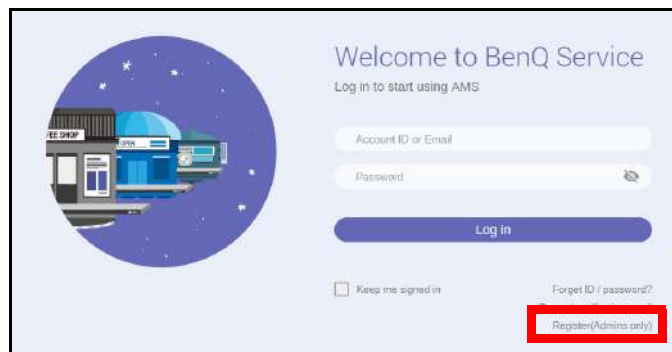 Welcome to BenQ Service
Log in to start using AMS
Account ID or Email
Password
Log in
Keep me signed in
Forget ID / password?
Register(Admins only)
EE SHOP
OPEN